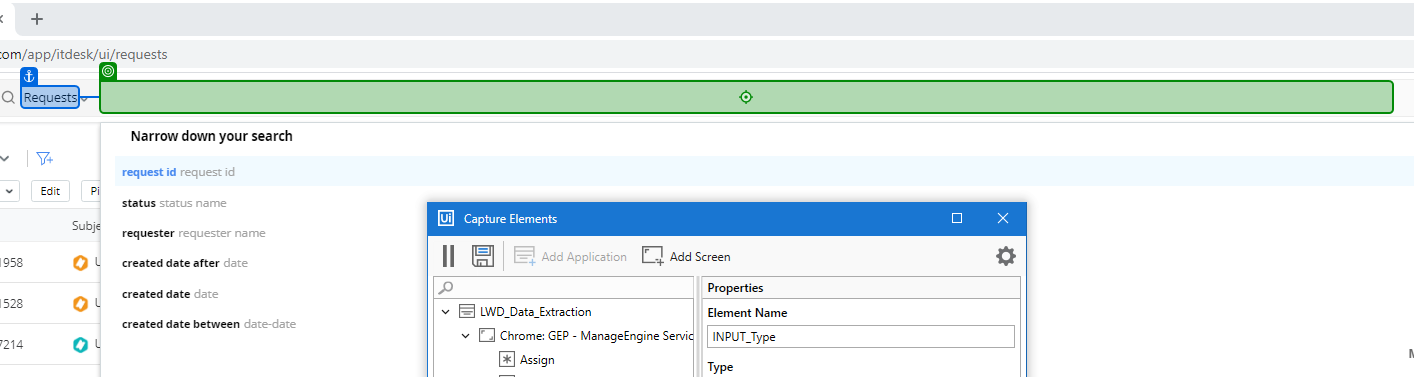 com/app/itdesk/ui/requests
Requests
Narrow down your search
request id request id
status status name
requester requester name
created date after date
created date date
created date between date-date
Edit
Subje
1958
1528
7214
Ui Capture Elements
Add Application
Add Screen
LWD_Data_Extraction
Chrome: GEP - ManageEngine Servic
Assign
Properties
Element Name
INPUT_Type
Type